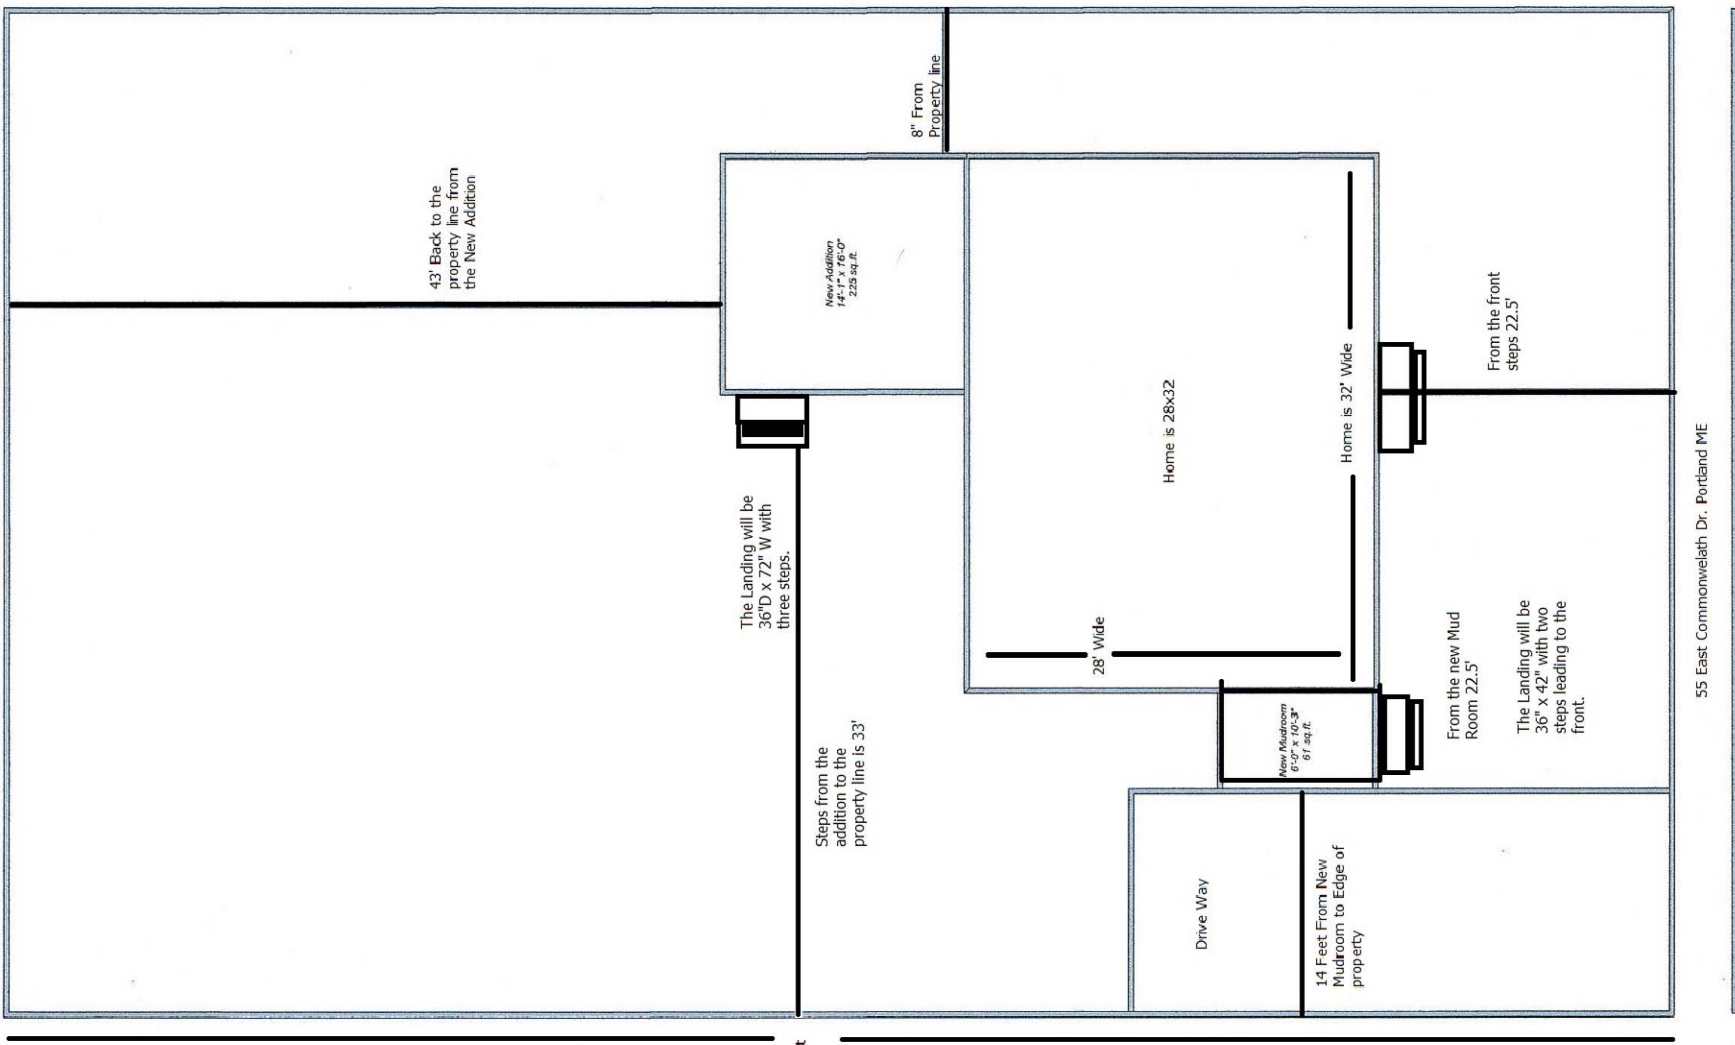 43' Back to the
property line from
the New Addition
8" From
Property line
New Addition
14'-1" x 16'-0"
225 sq.ft.
The Landing will be
36"D x 72" W with
three steps.
Steps from the
addition to the
property line is 33'
Home is 28x32
Home is 32' Wide
28' Wide
From the front
steps 22.5'
New Mudroom
6'-0" x 10'-3"
61 sq.ft.
From the new Mud
Room 22.5'
The Landing will be
36" x 42" with two
steps leading to the
front.
Drive Way
14 Feet From New
Mudroom to Edge of
property
55 East Commonwelath Dr. Portland ME